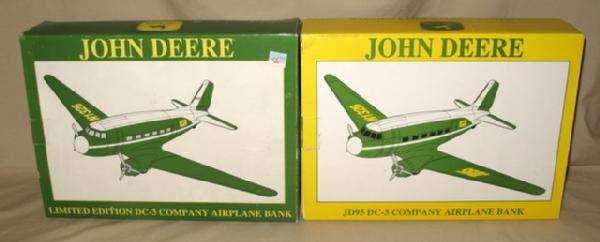 JOHN DEERE
LIMITED EDITION DC-3 COMPANY AIRPLANE BANK
JOHN DEERE
JD95 DC-3 COMPANY AIRPLANE BANK